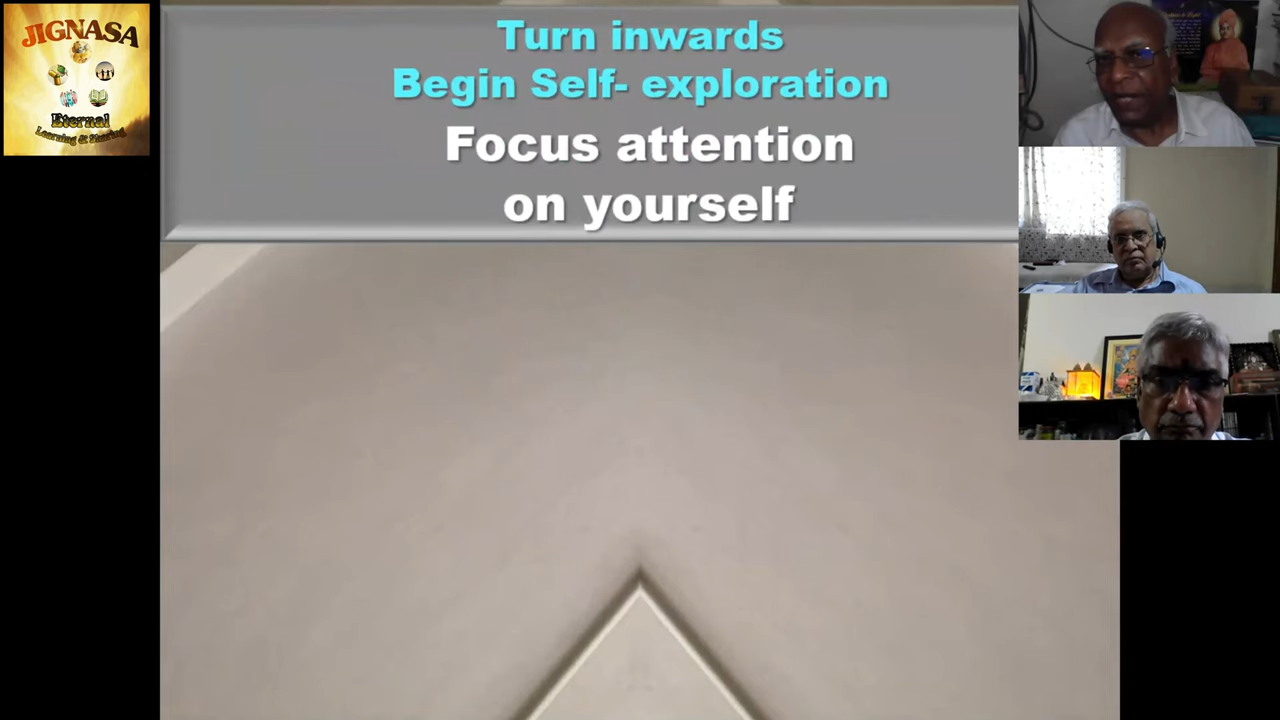 JIGNASA
Eternal
Learning & Sharing
Turn inwards
Begin Self- exploration
Focus attention
on yourself